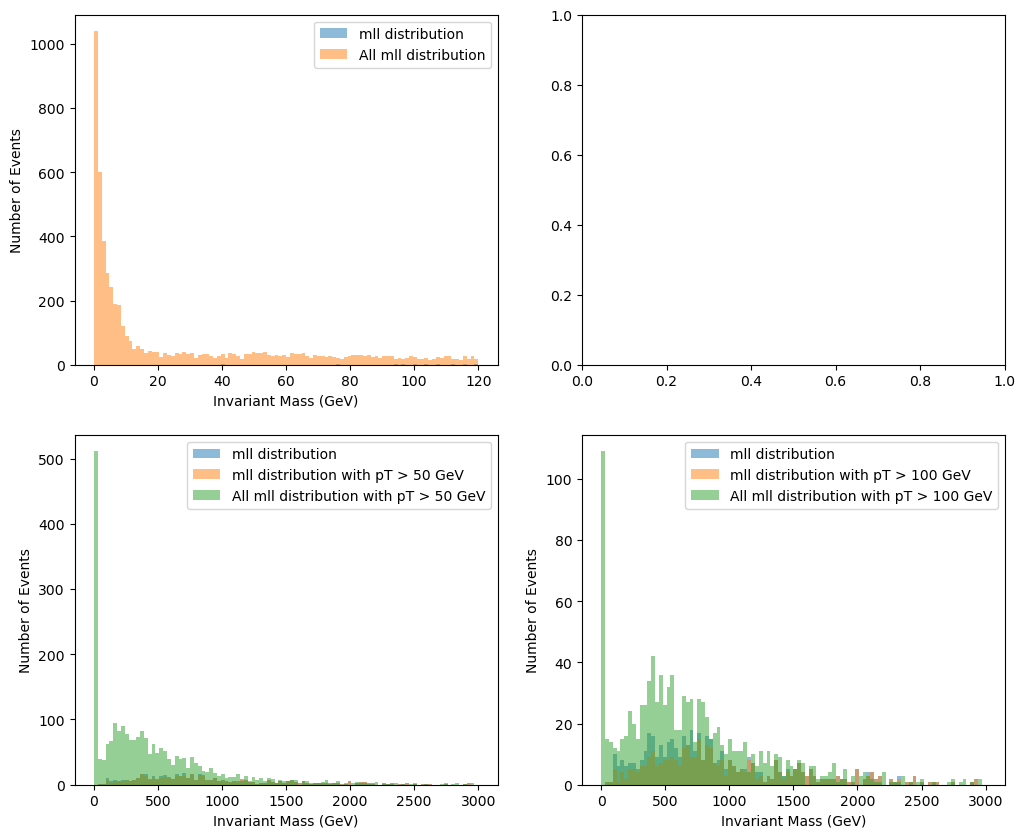 mll distribution
All mll distribution
Number of Events
1000
800
600
400
200
0
0 20 40 60 80 100 120
Invariant Mass (GeV)
1.0
0.8
0.6
0.4
0.2
0.0
0.0 0.2 0.4 0.6 0.8 1.0
mll distribution
mll distribution with pT > 50 GeV
All mll distribution with pT > 50 GeV
Number of Events
500
400
300
200
100
0
0 500 1000 1500 2000 2500 3000
Invariant Mass (GeV)
mll distribution
mll distribution with pT > 100 GeV
All mll distribution with pT > 100 GeV
Number of Events
100
80
60
40
20
0
0 500 1000 1500 2000 2500 3000
Invariant Mass (GeV)